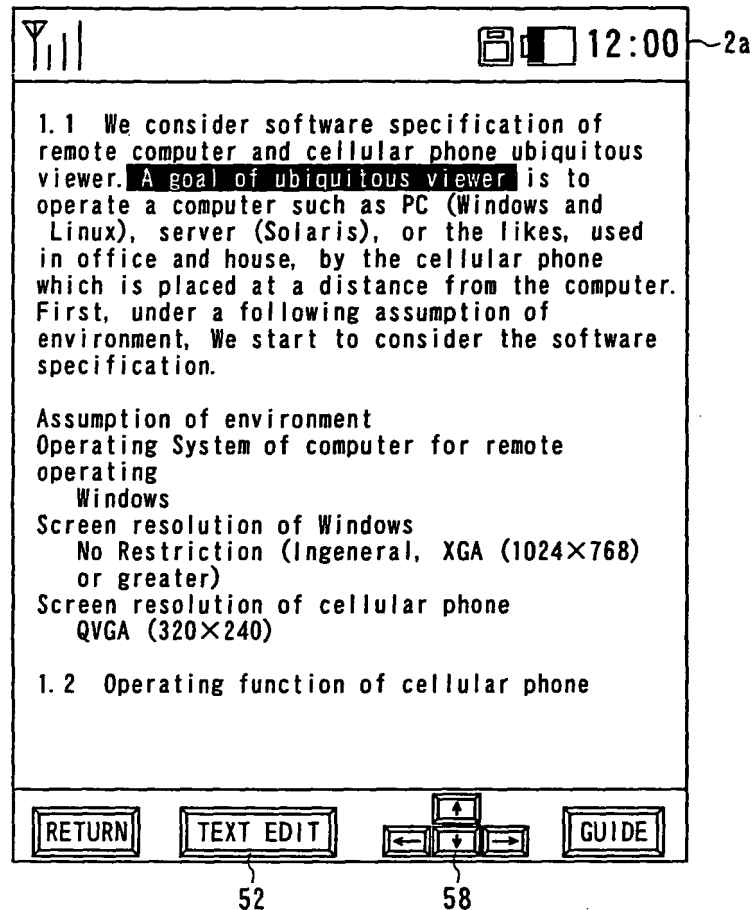 12:00
2a
1.1 We consider software specification of
remote computer and cellular phone ubiquitous
viewer. A goal of ubiquitous viewer is to
operate a computer such as PC (Windows and
Linux), server (Solaris), or the likes, used
in office and house, by the cellular phone
which is placed at a distance from the computer.
First, under a following assumption of
environment, We start to consider the software
specification.
Assumption of environment
Operating System of computer for remote
operating
Windows
Screen resolution of Windows
No Restriction (Ingeneral, XGA (1024×768)
or greater)
Screen resolution of cellular phone
QVGA (320×240)
1.2 Operating function of cellular phone
RETURN TEXT EDIT ↑ ← ↓ → GUIDE
52 58